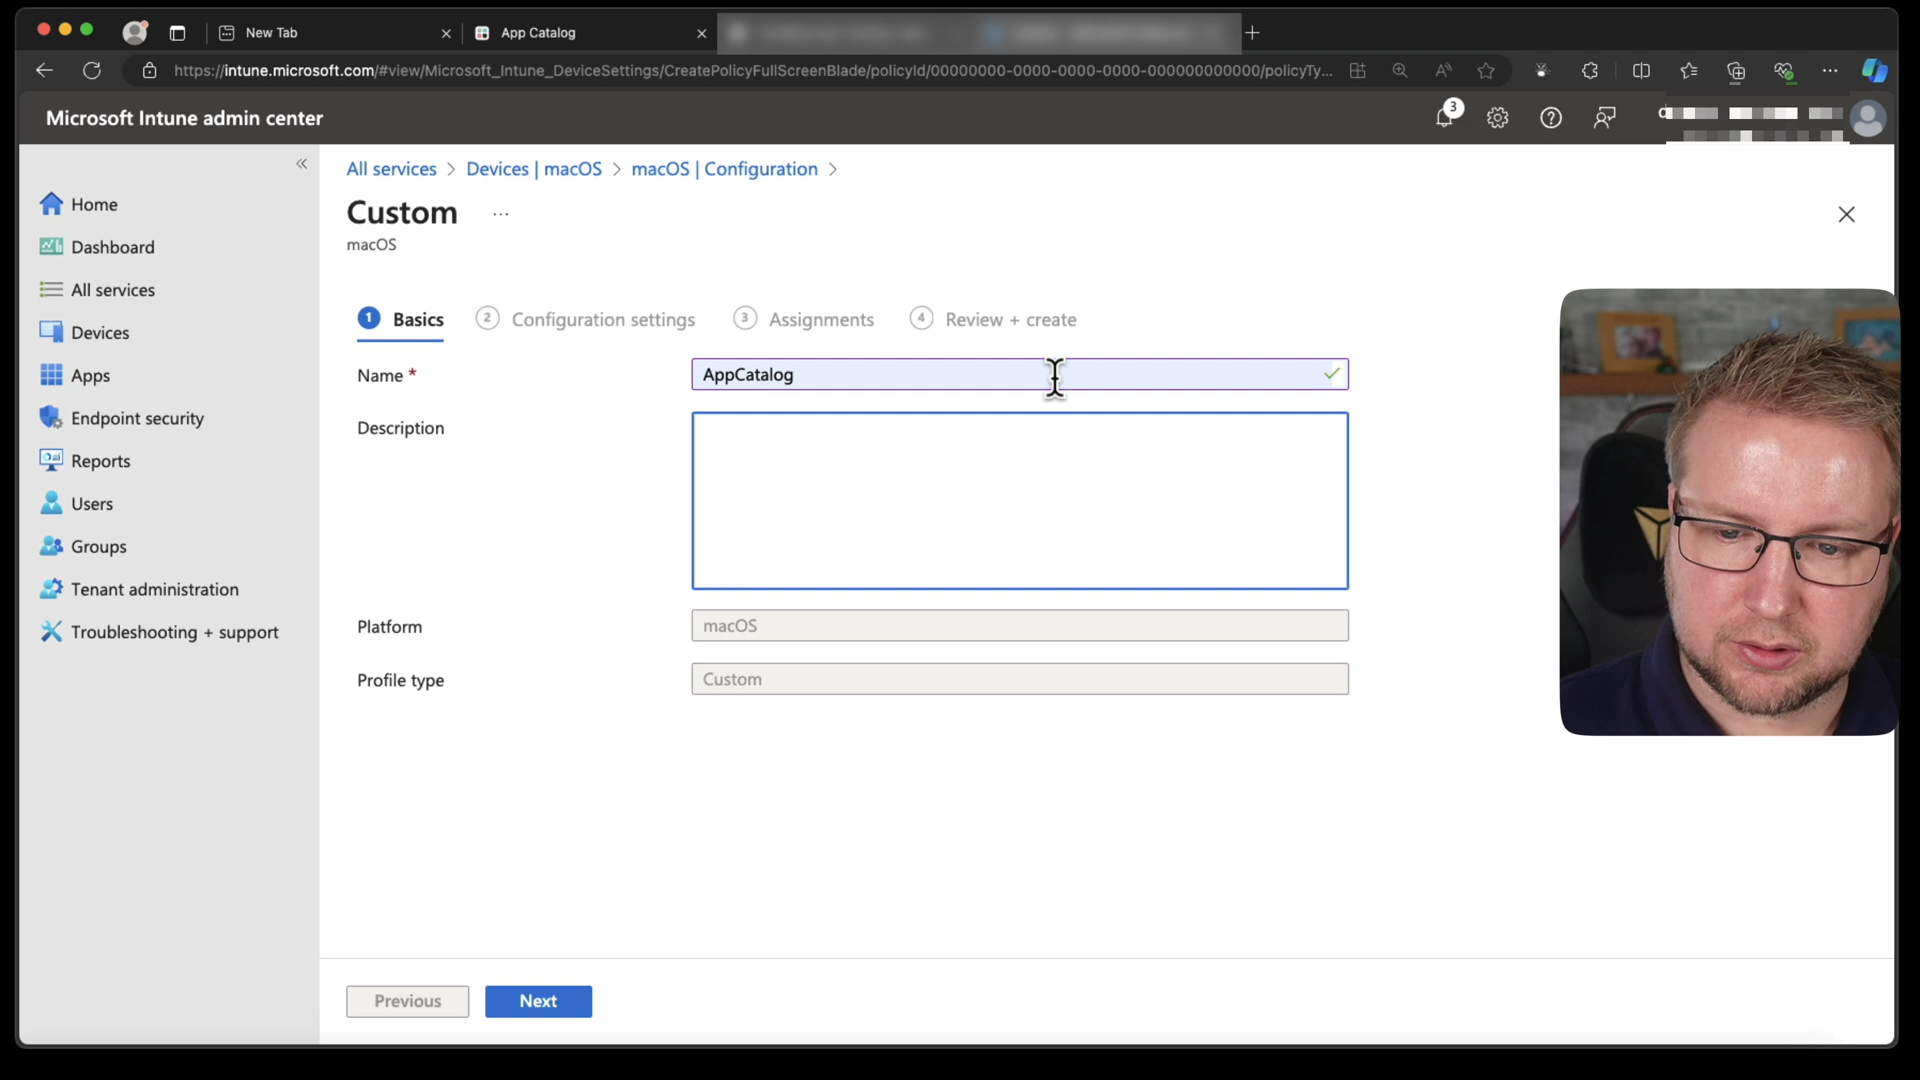 New Tab
App Catalog
https://intune.microsoft.com/#view/Microsoft_Intune_DeviceSettings/CreatePolicyFullScreenBlade/policyId/00000000-0000-0000-0000-000000000000/policyTy...
Microsoft Intune admin center
3
All services > Devices | macOS > macOS | Configuration >
Custom ...
macOS
Home
Dashboard
All services
Devices
Apps
Endpoint security
Reports
Users
Groups
Tenant administration
Troubleshooting + support
1 Basics
2 Configuration settings
3 Assignments
4 Review + create
Name *
AppCatalog
Description
Platform
macOS
Profile type
Custom
Previous
Next